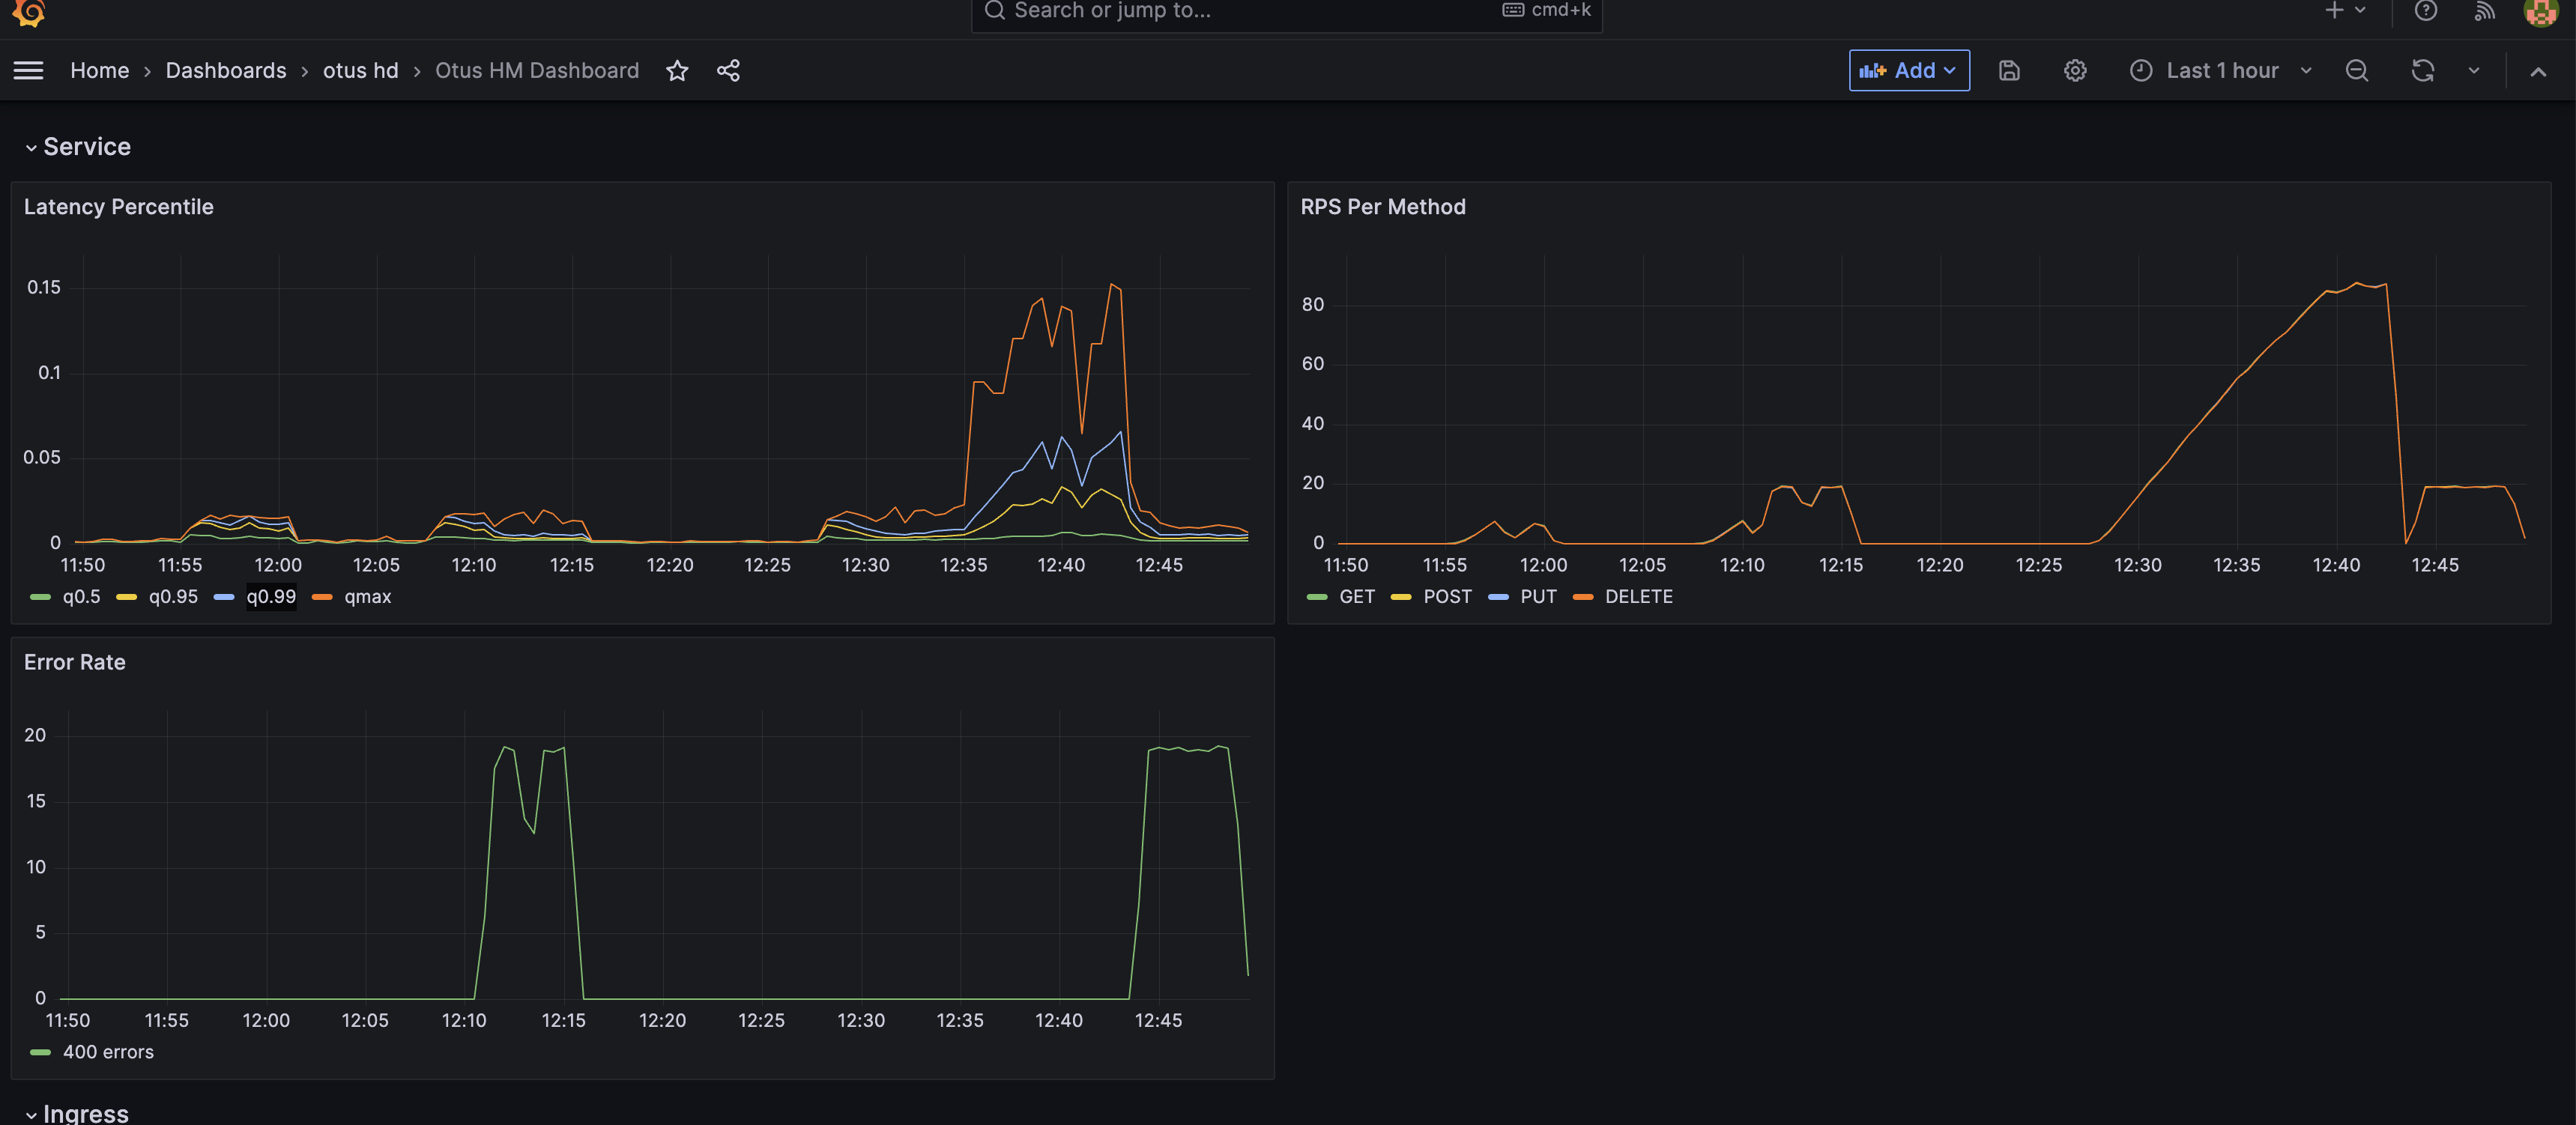 Search or jump to... cmd+k
Home › Dashboards › otus hd › Otus HM Dashboard Add Last 1 hour
Service
Latency Percentile
0.15
0.1
0.05
0
11:50 11:55 12:00 12:05 12:10 12:15 12:20 12:25 12:30 12:35 12:40 12:45
q0.5 q0.95 q0.99 qmax
RPS Per Method
80
60
40
20
0
11:50 11:55 12:00 12:05 12:10 12:15 12:20 12:25 12:30 12:35 12:40 12:45
GET POST PUT DELETE
Error Rate
20
15
10
5
0
11:50 11:55 12:00 12:05 12:10 12:15 12:20 12:25 12:30 12:35 12:40 12:45
400 errors
Ingress